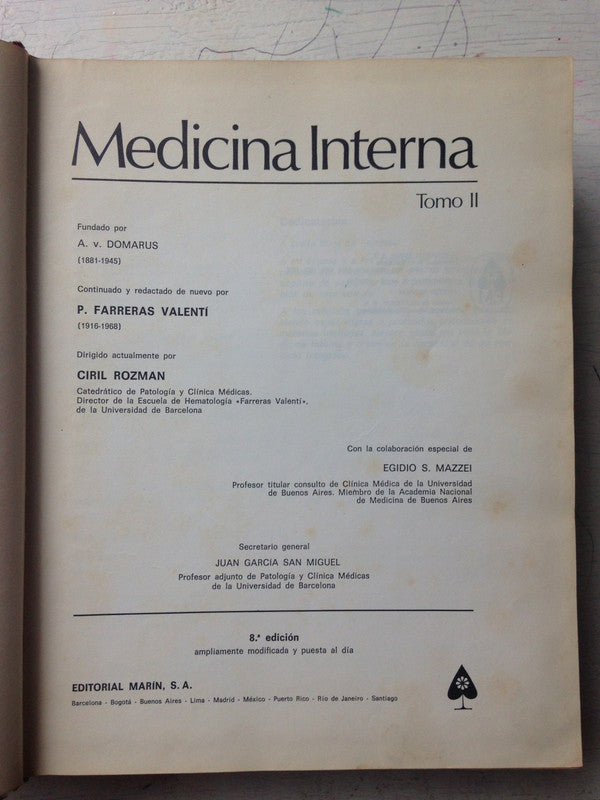 Medicina Interna
Tomo II
Fundado por
A. v. DOMARUS
(1881-1945)
Continuado y redactado de nuevo por
P. FARRERAS VALENTÍ
(1916-1968)
Dirigido actualmente por
CIRIL ROZMAN
Catedrático de Patología y Clínica Médicas.
Director de la Escuela de Hematología «Farreras Valentí».
de la Universidad de Barcelona
Con la colaboración especial de
EGIDIO S. MAZZEI
Profesor titular consulto de Clínica Médica de la Universidad
de Buenos Aires. Miembro de la Academia Nacional
de Medicina de Buenos Aires
Secretario general
JUAN GARCIA SAN MIGUEL
Profesor adjunto de Patología y Clínica Médicas
de la Universidad de Barcelona
8.ª edición
ampliamente modificada y puesta al día
EDITORIAL MARÍN, S. A.
Barcelona - Bogotá - Buenos Aires - Lima - Madrid - México - Puerto Rico - Río de Janeiro - Santiago